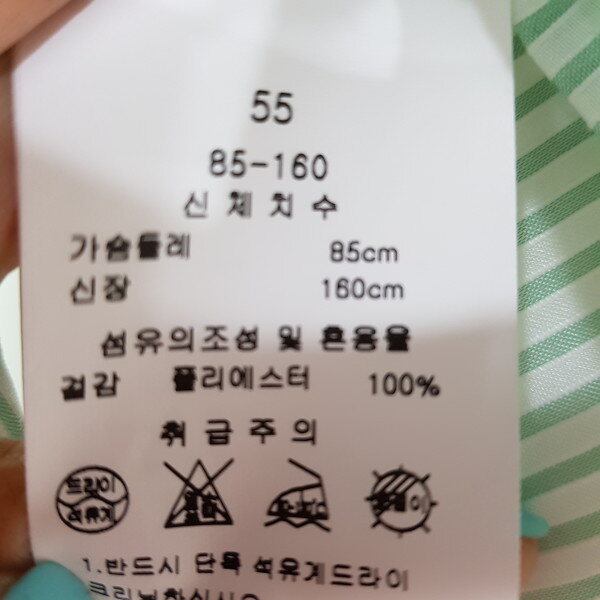 55
85-160
신체치수
가슴둘레 85cm
신장 160cm
섬유의조성 및 혼용율
겉감 폴리에스터 100%
취급주의
드라이
석유계
1.반드시 단독 석유계드라이